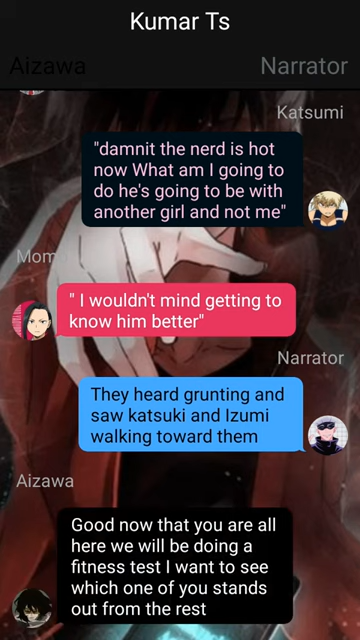 Kumar Ts
Aizawa
Narrator
Katsumi
"damnit the nerd is hot
now What am I going to
do he's going to be with
another girl and not me"
Mom
" I wouldn't mind getting to
know him better"
Narrator
They heard grunting and
saw katsuki and Izumi
walking toward them
Aizawa
Good now that you are all
here we will be doing a
fitness test I want to see
which one of you stands
out from the rest